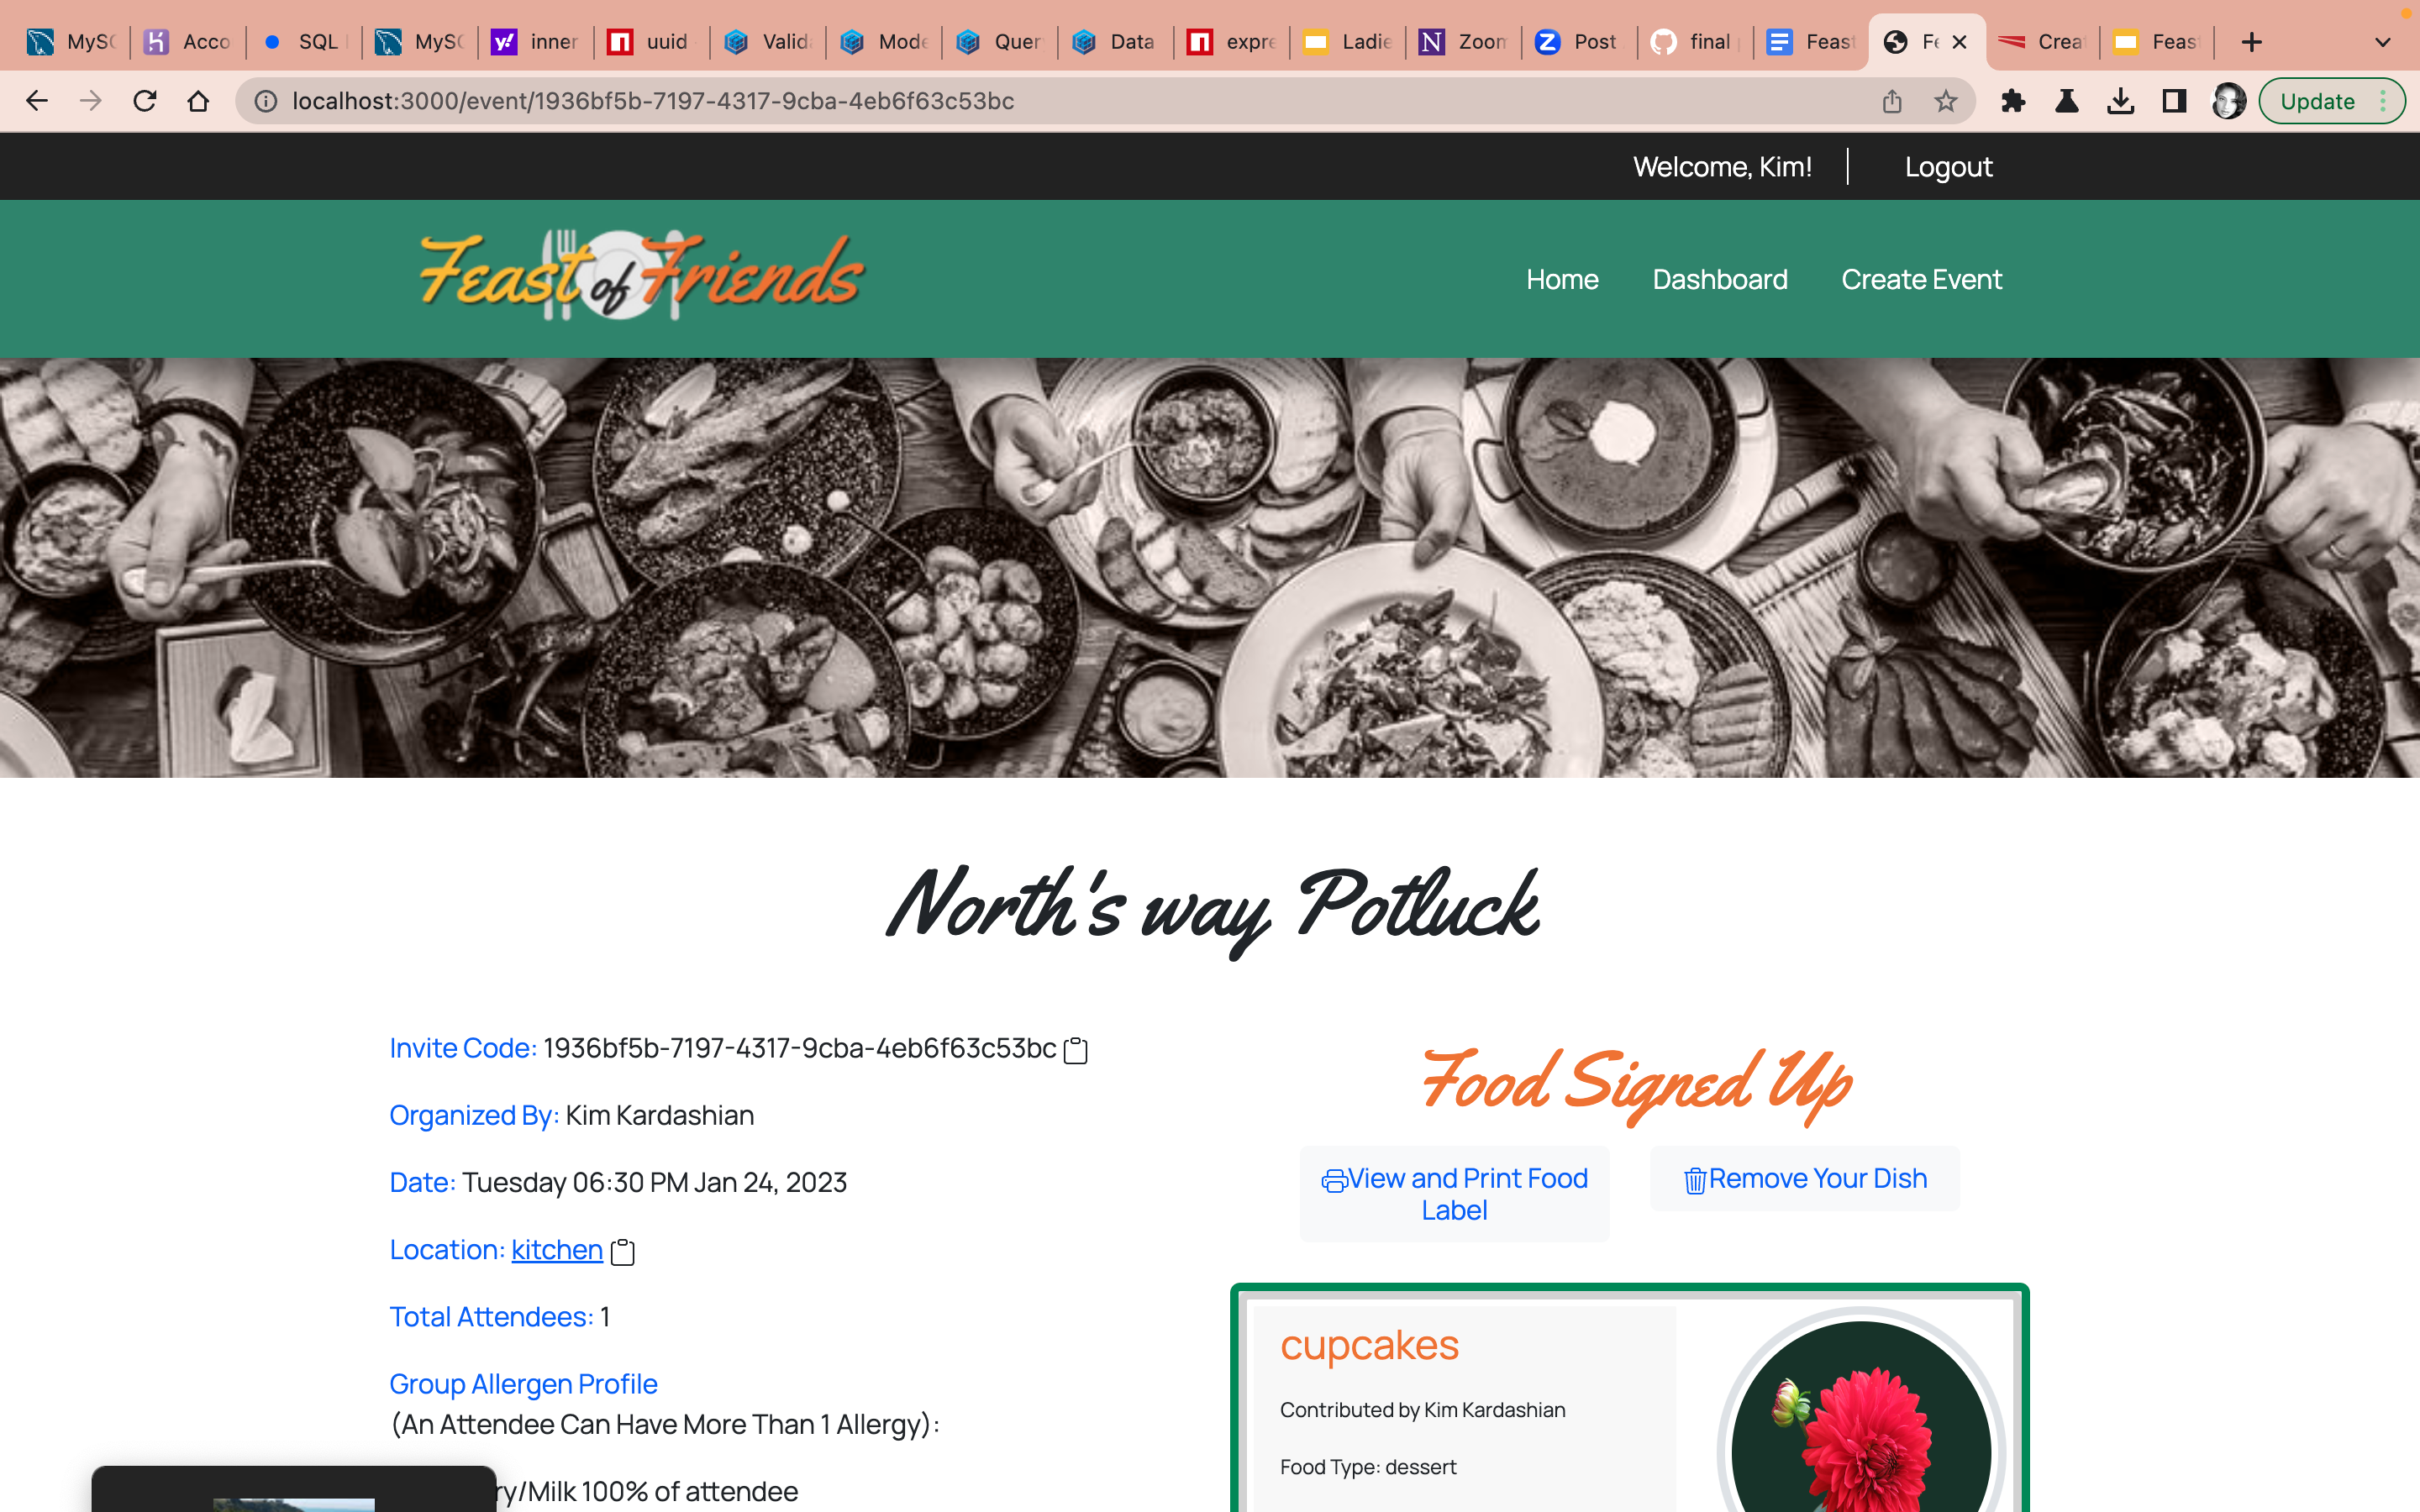 MySQ Acco SQL MySQ inner uuid Valid Mode Quer Data expre Ladie Zoom Post final Feast Fe Crea Feas
localhost:3000/event/1936bf5b-7197-4317-9cba-4eb6f63c53bc Update
Welcome, Kim! Logout
Feast of Friends
Home Dashboard Create Event
North's way Potluck
Invite Code: 1936bf5b-7197-4317-9cba-4eb6f63c53bc
Organized By: Kim Kardashian
Date: Tuesday 06:30 PM Jan 24, 2023
Location: kitchen
Total Attendees: 1
Group Allergen Profile
(An Attendee Can Have More Than 1 Allergy):
ry/Milk 100% of attendee
Food Signed Up
View and Print Food
Label
Remove Your Dish
cupcakes
Contributed by Kim Kardashian
Food Type: dessert